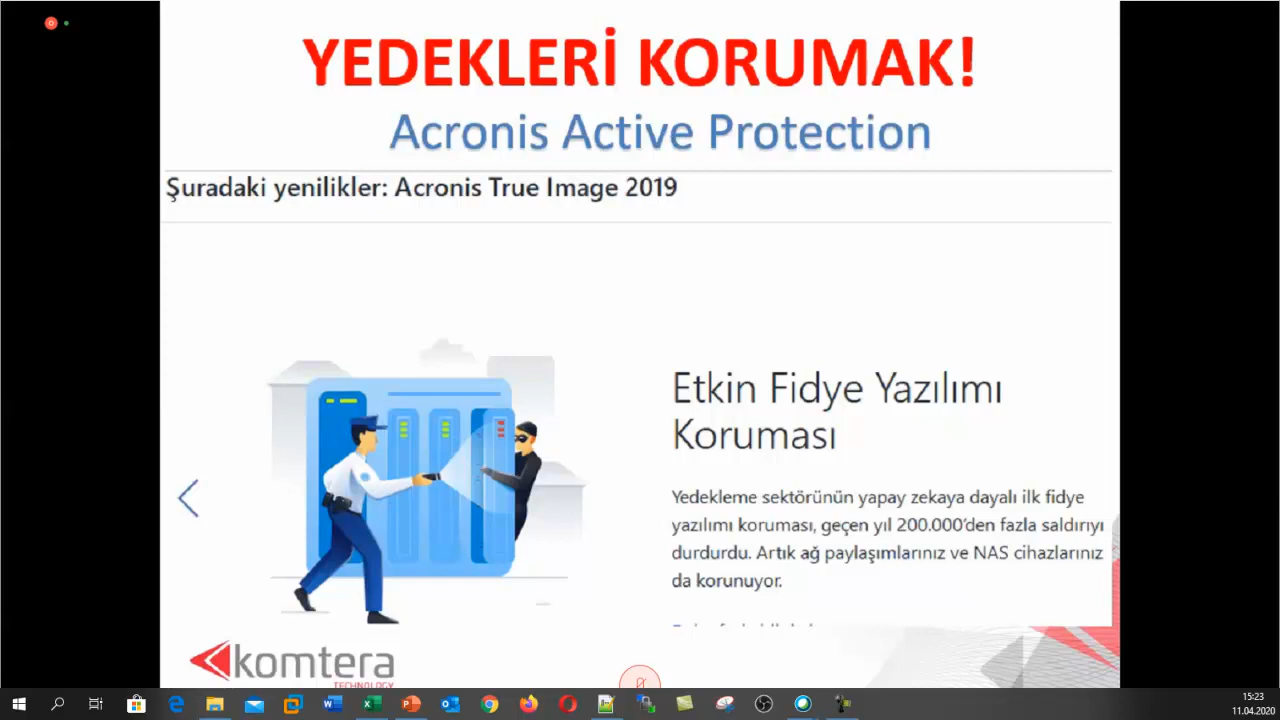 YEDEKLERİ KORUMAK!
Acronis Active Protection
Şuradaki yenilikler: Acronis True Image 2019
Etkin Fidye Yazılımı
Koruması
Yedekleme sektörünün yapay zekaya dayalı ilk fidye
yazılımı koruması, geçen yıl 200.000'den fazla saldırıyı
durdurdu. Artık ağ paylaşımlarınız ve NAS cihazlarınız
da korunuyor.
komtera
TECHNOLOGY
15:23
11.04.2020